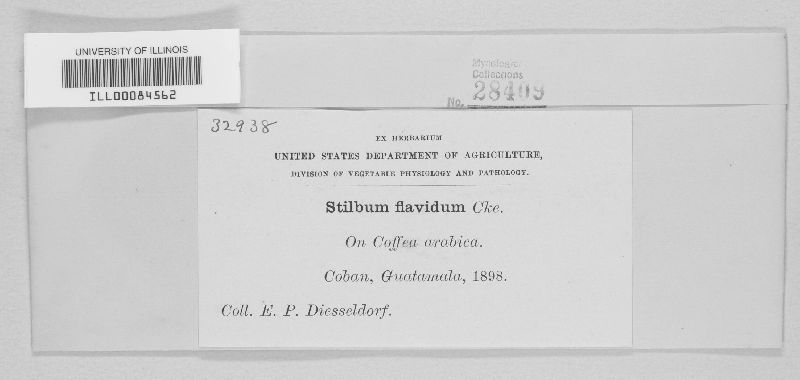 UNIVERSITY OF ILLINOIS
ILL00084562
Mycological
Collections
No. 28409
32938
EX HERBARIUM
UNITED STATES DEPARTMENT OF AGRICULTURE,
DIVISION OF VEGETABLE PHYSIOLOGY AND PATHOLOGY.
Stilbum flavidum Cke.
On Coffea arabica.
Coban, Guatamala, 1898.
Coll. E. P. Diesseldorf.